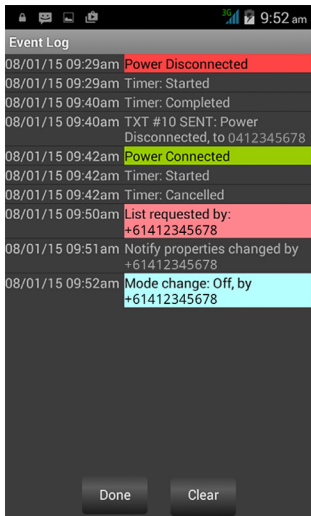 3G 9:52 am
Event Log
08/01/15 09:29am Power Disconnected
08/01/15 09:29am Timer: Started
08/01/15 09:40am Timer: Completed
08/01/15 09:40am TXT #10 SENT: Power
Disconnected, to 0412345678
08/01/15 09:42am Power Connected
08/01/15 09:42am Timer: Started
08/01/15 09:42am Timer: Cancelled
08/01/15 09:50am List requested by:
+61412345678
08/01/15 09:51am Notify properties changed by
+61412345678
08/01/15 09:52am Mode change: Off, by
+61412345678
Done Clear